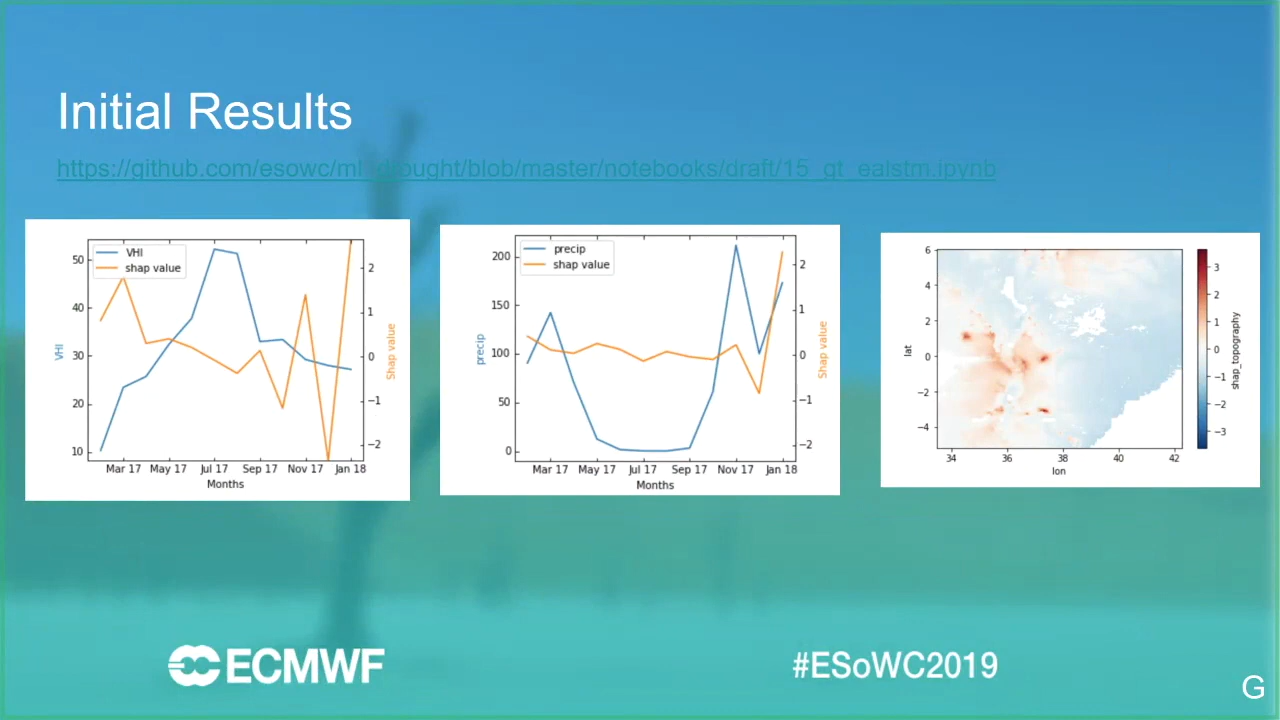 Initial Results
https://github.com/esowc/ml_drought/blob/master/notebooks/draft/15_gt_ealstm.ipynb
VHI
shap value
50
40
30
20
10
VHI
2
1
0
−1
−2
Shap value
Mar 17 May 17 Jul 17 Sep 17 Nov 17 Jan 18
Months
precip
shap value
200
150
100
50
0
precip
2
1
0
−1
−2
Shap value
Mar 17 May 17 Jul 17 Sep 17 Nov 17 Jan 18
Months
6
4
2
0
−2
−4
lat
34 36 38 40 42
lon
3
2
1
0
−1
−2
−3
shap_topography
ECMWF
#ESoWC2019
G